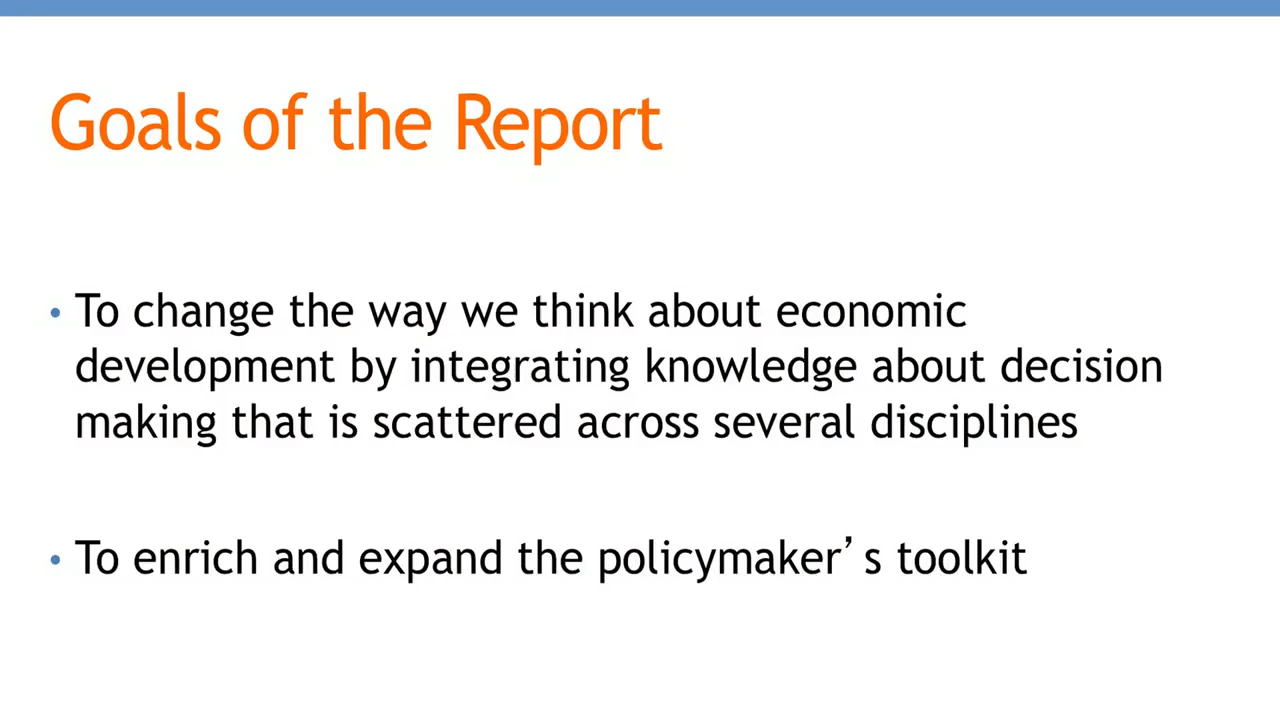 Goals of the Report
• To change the way we think about economic
development by integrating knowledge about decision
making that is scattered across several disciplines
• To enrich and expand the policymaker’s toolkit